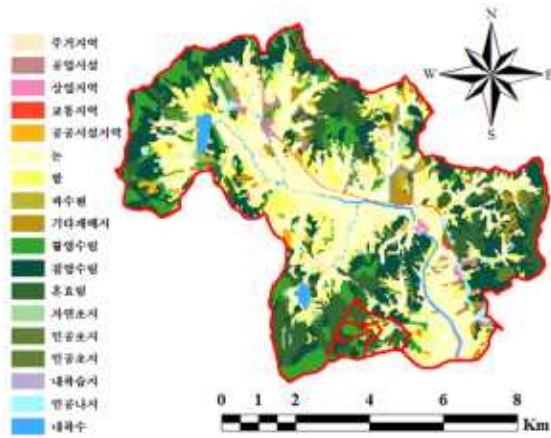 주거지역
공업시설
상업지역
교통지역
공공시설지역
논
밭
과수원
기타재배지
활엽수림
침엽수림
혼효림
자연초지
인공초지
인공초지
내륙습지
인공나지
내륙수
N
W E
S
0 1 2 4 6 8
Km